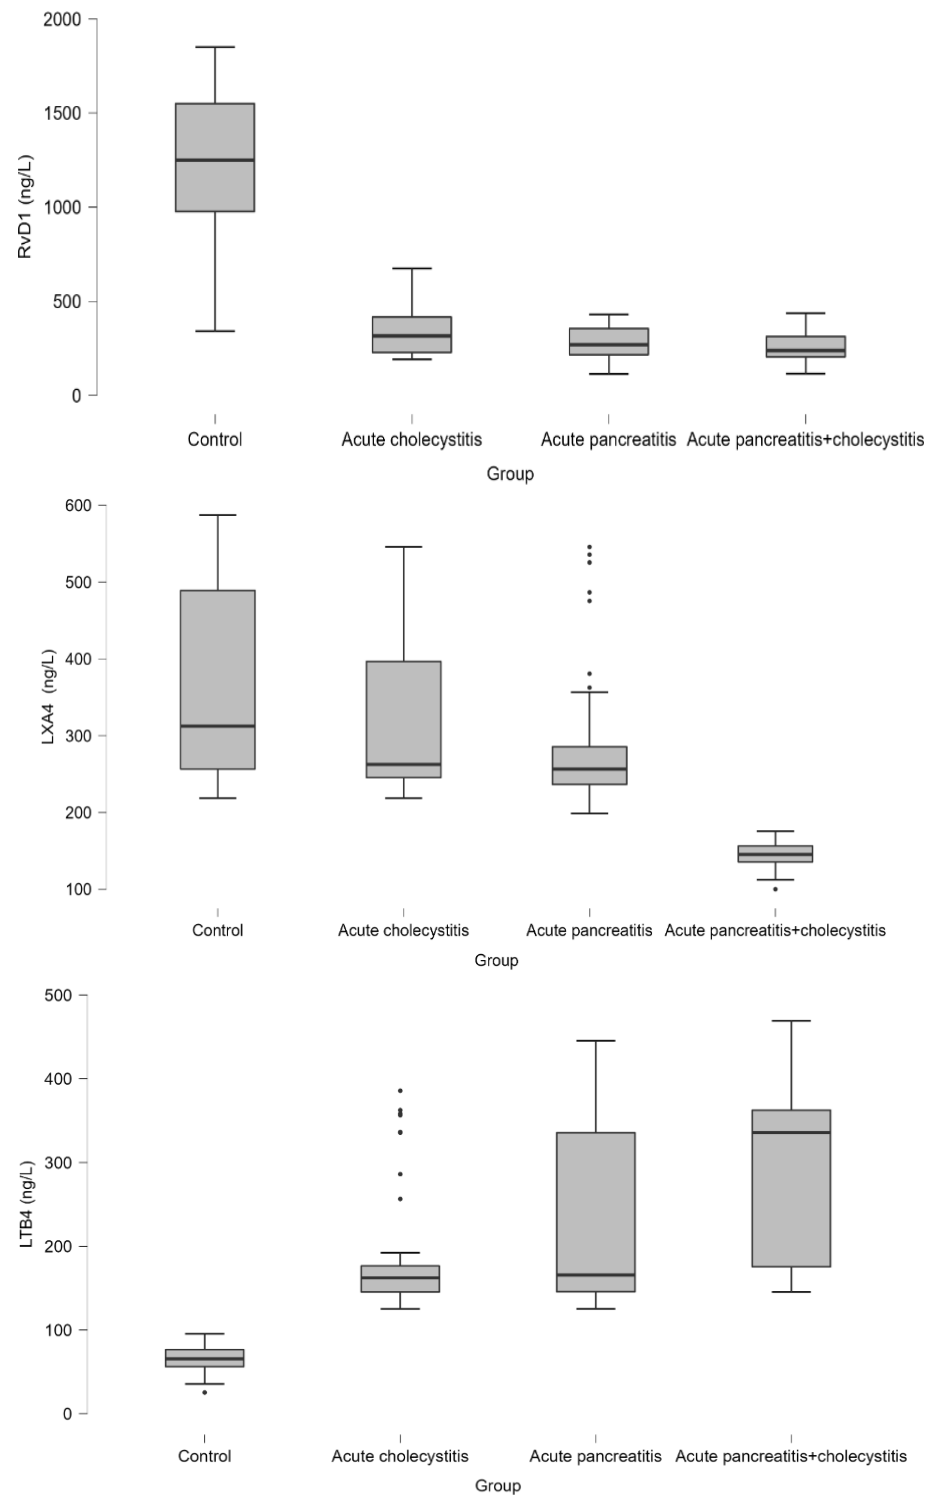 2000
1500
1000
500
0
RvD1 (ng/L)
Control Acute cholecystitis Acute pancreatitis Acute pancreatitis+cholecystitis
Group
600
500
400
300
200
100
LXA4 (ng/L)
Control Acute cholecystitis Acute pancreatitis Acute pancreatitis+cholecystitis
Group
500
400
300
200
100
0
LTB4 (ng/L)
Control Acute cholecystitis Acute pancreatitis Acute pancreatitis+cholecystitis
Group